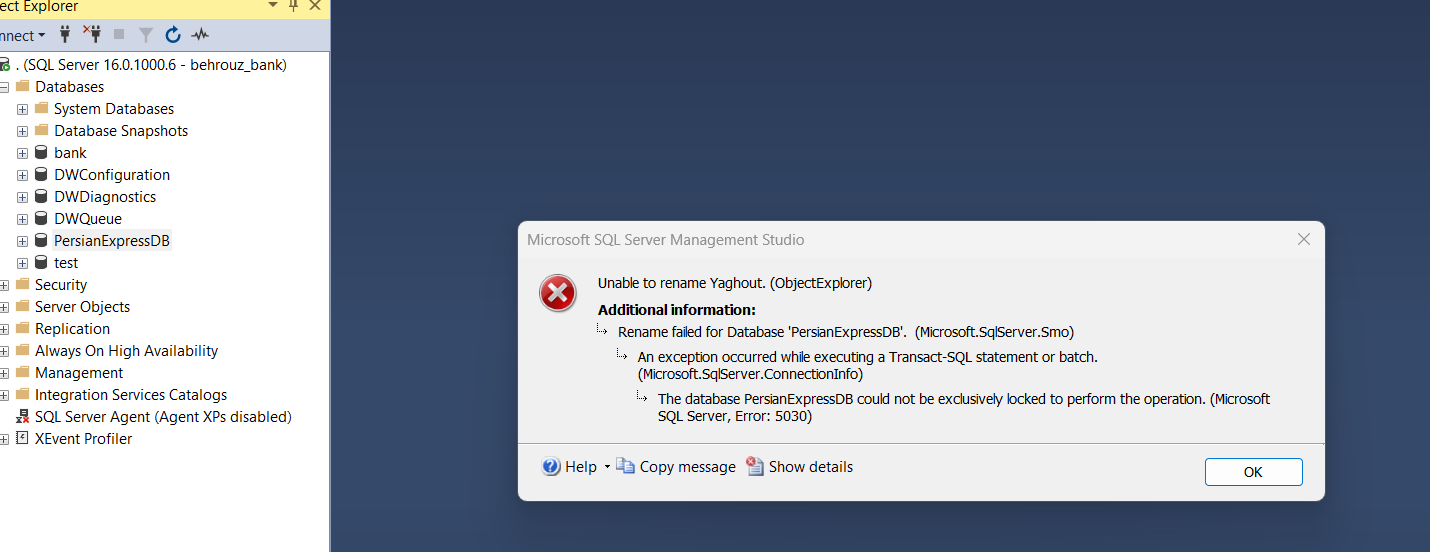 ect Explorer
nnect
. (SQL Server 16.0.1000.6 - behrouz_bank)
Databases
System Databases
Database Snapshots
bank
DWConfiguration
DWDiagnostics
DWQueue
PersianExpressDB
test
Security
Server Objects
Replication
Always On High Availability
Management
Integration Services Catalogs
SQL Server Agent (Agent XPs disabled)
XEvent Profiler
Microsoft SQL Server Management Studio
Unable to rename Yaghout. (ObjectExplorer)
Additional information:
Rename failed for Database 'PersianExpressDB'. (Microsoft.SqlServer.Smo)
An exception occurred while executing a Transact-SQL statement or batch.
(Microsoft.SqlServer.ConnectionInfo)
The database PersianExpressDB could not be exclusively locked to perform the operation. (Microsoft
SQL Server, Error: 5030)
Help
Copy message
Show details
OK